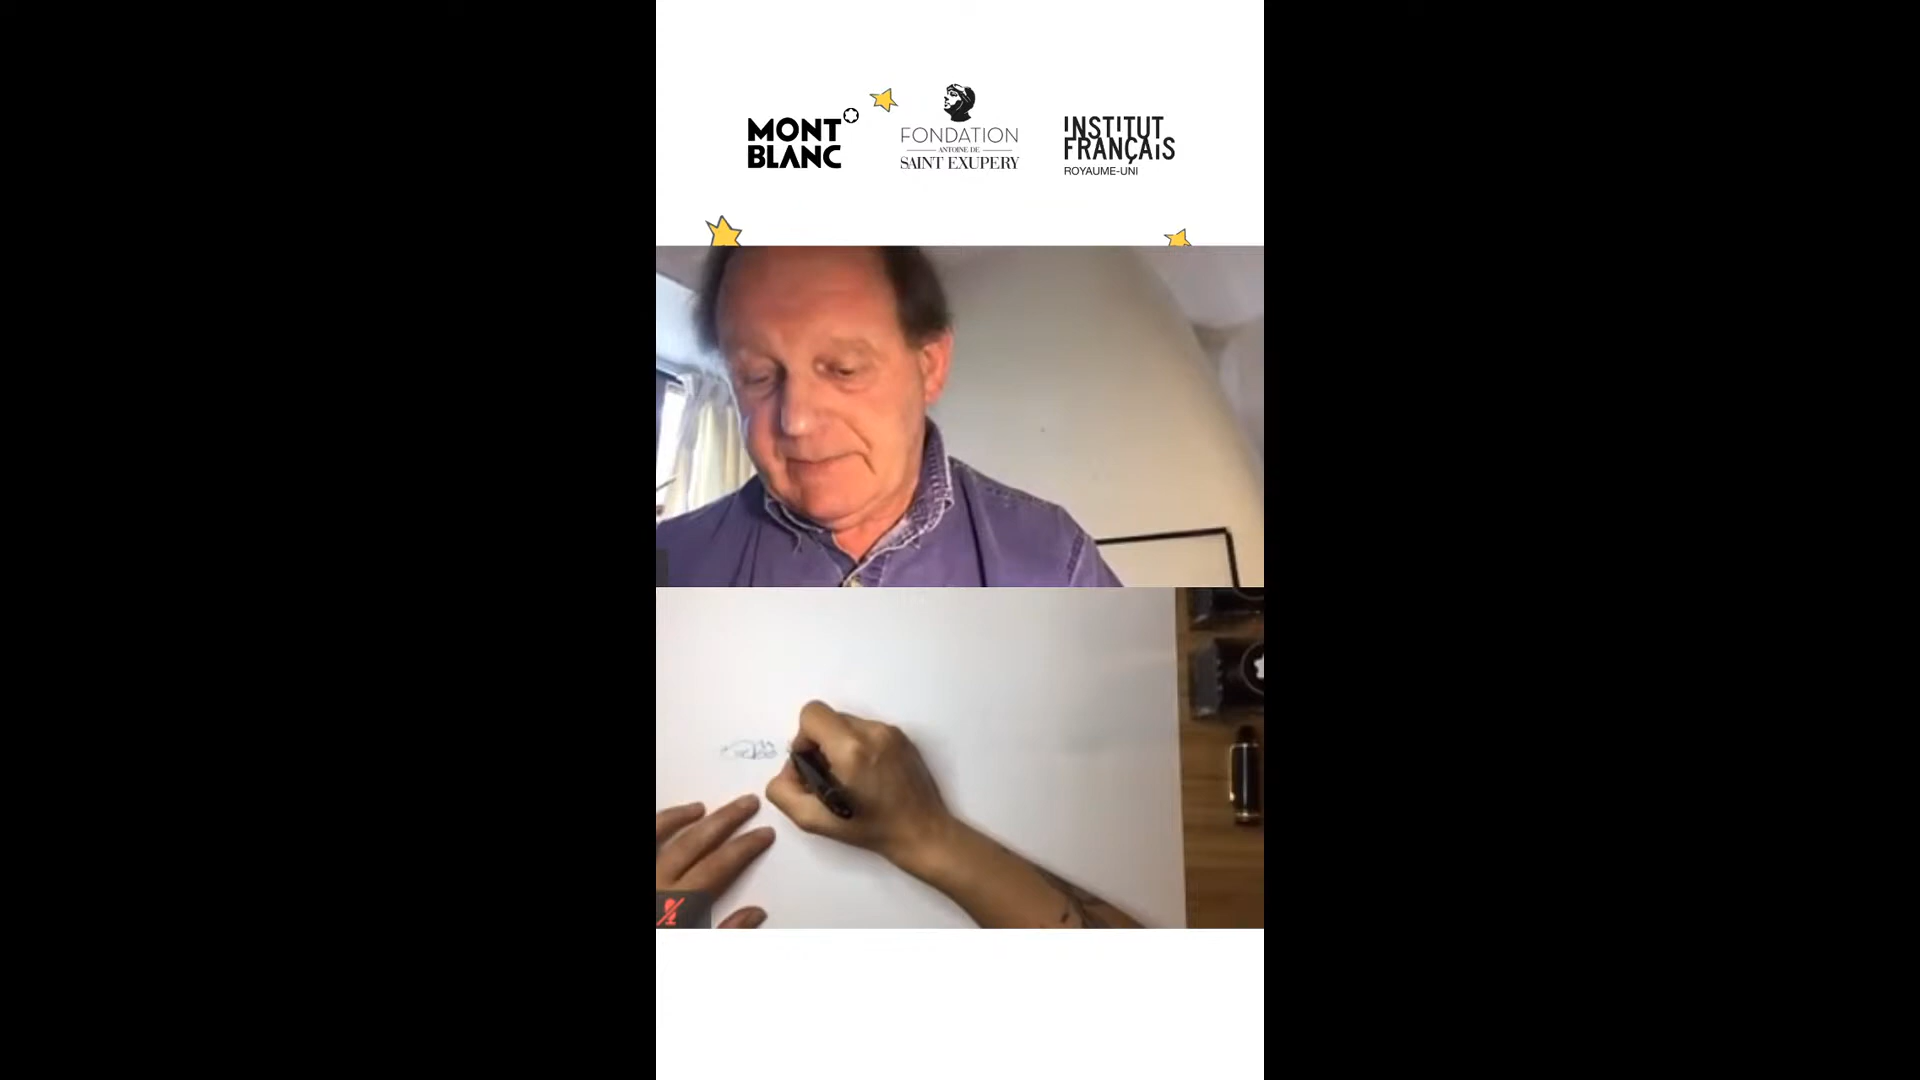 MONT
BLANC
FONDATION
ANTOINE DE
SAINT EXUPERY
INSTITUT
FRANÇAIS
ROYAUME-UNI